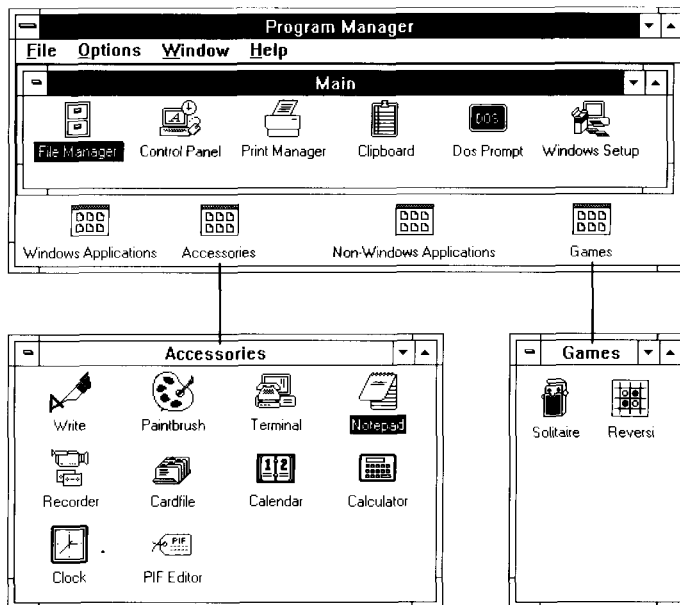 Program Manager
File Options Window Help
Main
File Manager Control Panel Print Manager Clipboard Dos Prompt Windows Setup
DOS
Windows Applications Accessories Non-Windows Applications Games
Accessories
Write Paintbrush Terminal Notepad
Recorder Cardfile Calendar Calculator
12
Clock PIF Editor
PIF
Games
Solitaire Reversi